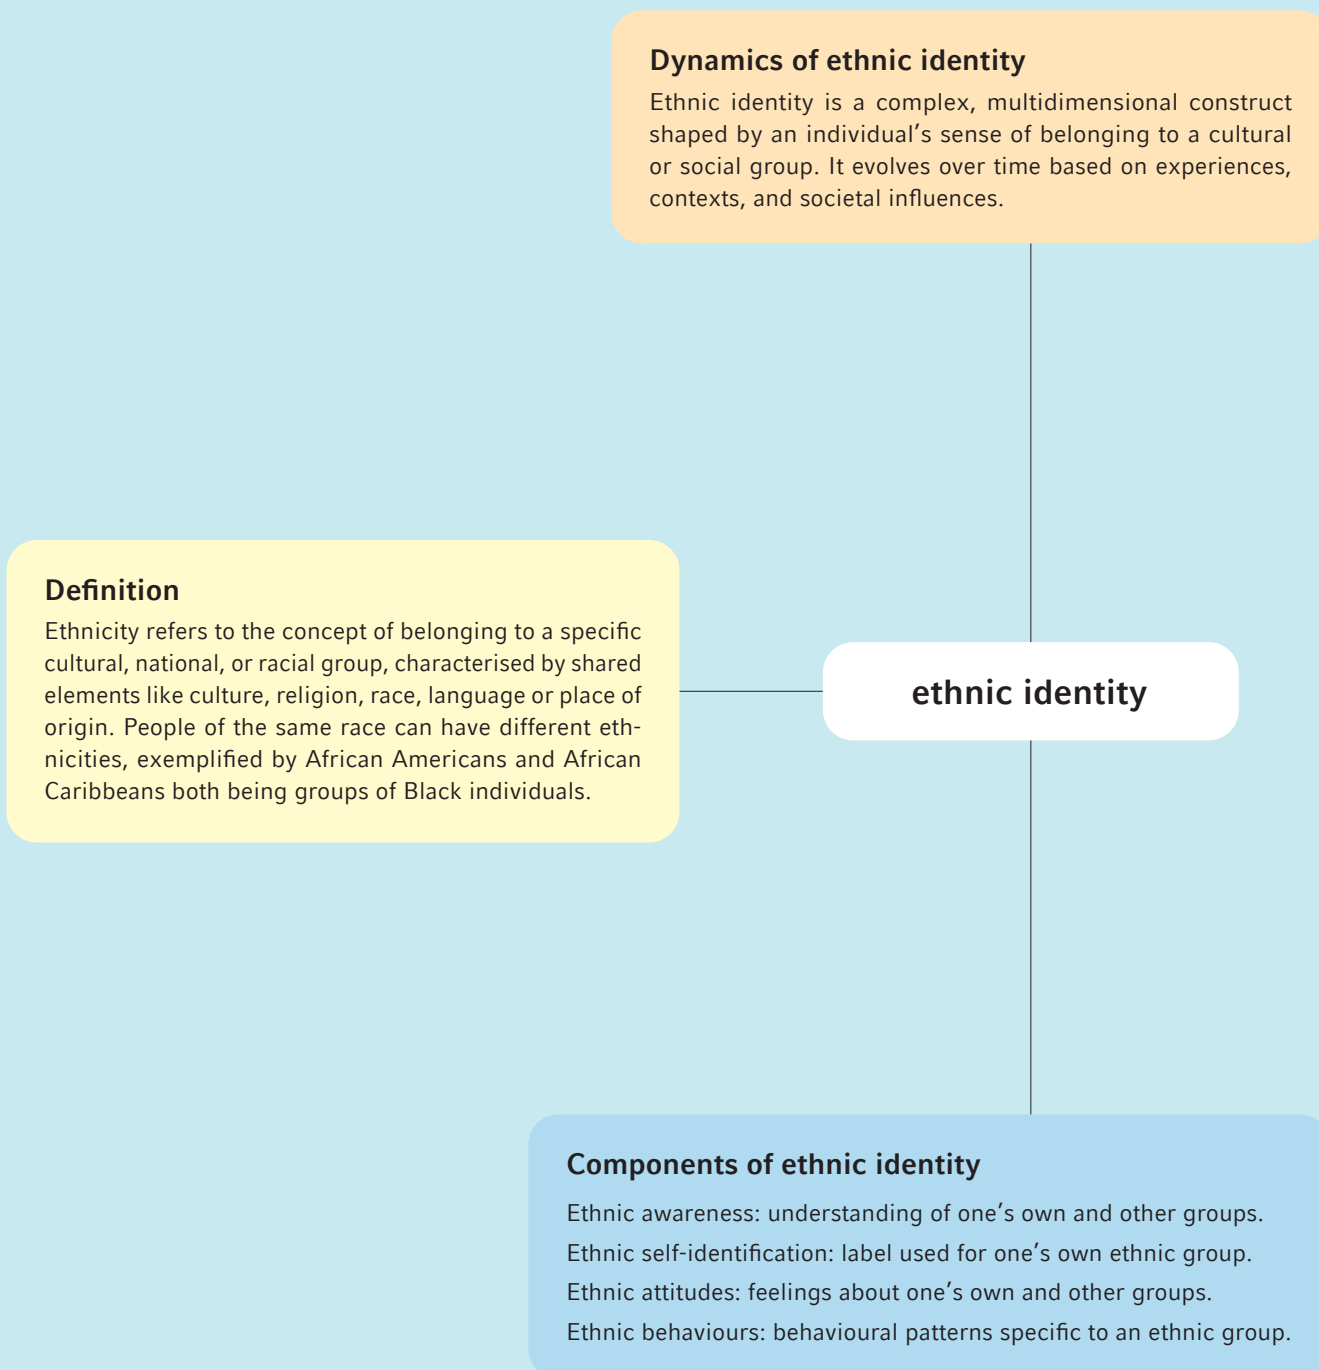 Dynamics of ethnic identity
Ethnic identity is a complex, multidimensional construct
shaped by an individual's sense of belonging to a cultural
or social group. It evolves over time based on experiences,
contexts, and societal influences.
Definition
Ethnicity refers to the concept of belonging to a specific
cultural, national, or racial group, characterised by shared
elements like culture, religion, race, language or place of
origin. People of the same race can have different eth-
nicities, exemplified by African Americans and African
Caribbeans both being groups of Black individuals.
ethnic identity
Components of ethnic identity
Ethnic awareness: understanding of one's own and other groups.
Ethnic self-identification: label used for one's own ethnic group.
Ethnic attitudes: feelings about one's own and other groups.
Ethnic behaviours: behavioural patterns specific to an ethnic group.